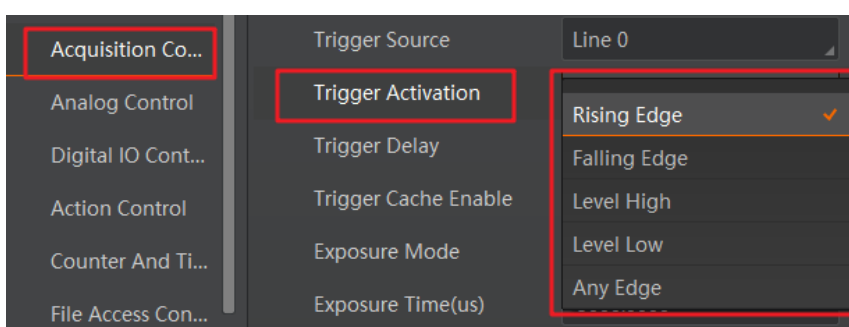 Acquisition Co...
Analog Control
Digital IO Cont...
Action Control
Counter And Ti...
File Access Con...
Trigger Source
Line 0
Trigger Activation
Trigger Delay
Trigger Cache Enable
Exposure Mode
Exposure Time(us)
Rising Edge
Falling Edge
Level High
Level Low
Any Edge